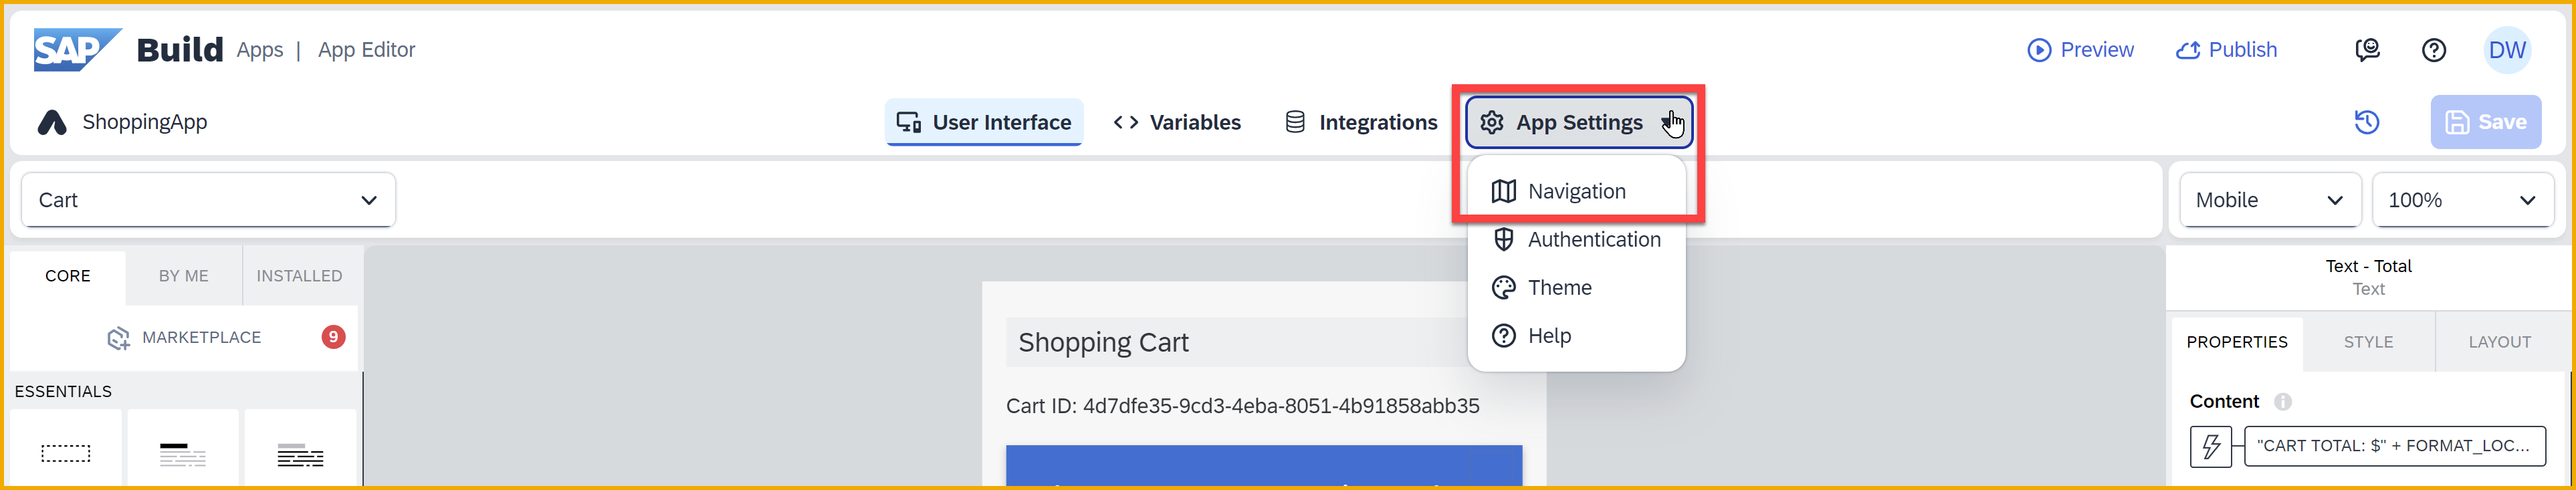 SAP Build Apps | App Editor
Preview
Publish
DW
ShoppingApp
User Interface
Variables
Integrations
App Settings
Save
Cart
Navigation
Authentication
Theme
Help
Mobile
100%
CORE
BY ME
INSTALLED
MARKETPLACE
9
ESSENTIALS
Shopping Cart
Cart ID: 4d7dfe35-9cd3-4eba-8051-4b91858abb35
Text - Total
Text
PROPERTIES
STYLE
LAYOUT
Content
"CART TOTAL: $" + FORMAT_LOC...